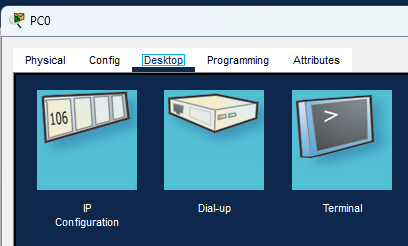 PC0
Physical Config Desktop Programming Attributes
106
>
IP
Configuration
Dial-up
Terminal